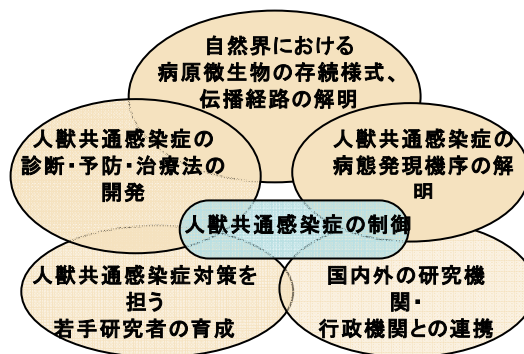 自然界における
病原微生物の存続様式、
伝播経路の解明
人獣共通感染症の
診断・予防・治療法の
開発
人獣共通感染症の
病態発現機序の解
明
人獣共通感染症の制御
人獣共通感染症対策を
担う
若手研究者の育成
国内外の研究機
関・
行政機関との連携